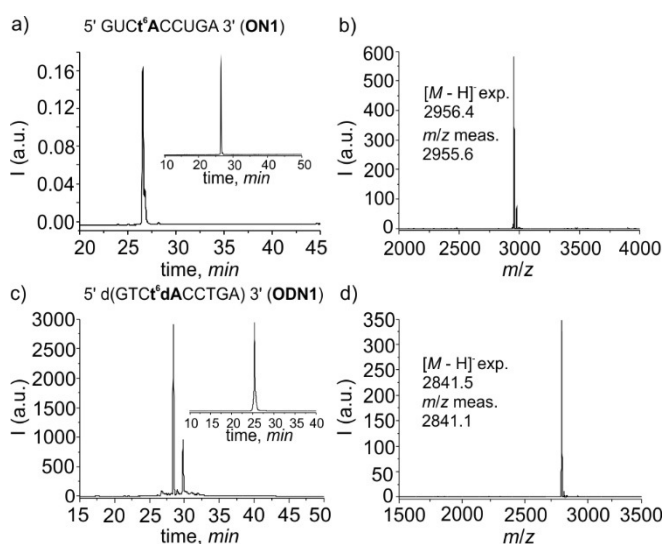 a) 5' GUCt⁶ACCUGA 3' (ON1)
I (a.u.)
0.16
0.12
0.08
0.04
0.00
20 25 30 35 40 45
time, min
10 20 30 40 50
time, min
b)
I (a.u.)
600
500
400
300
200
100
0
2000 2500 3000 3500 4000
m/z
[M - H]⁻ exp.
2956.4
m/z meas.
2955.6
c) 5' d(GTCt⁶dACCTGA) 3' (ODN1)
I (a.u.)
3000
2500
2000
1500
1000
500
0
15 20 25 30 35 40 45 50
time, min
10 15 20 25 30 35 40
time, min
d)
I (a.u.)
350
300
250
200
150
100
50
0
1500 2000 2500 3000 3500
m/z
[M - H]⁻ exp.
2841.5
m/z meas.
2841.1